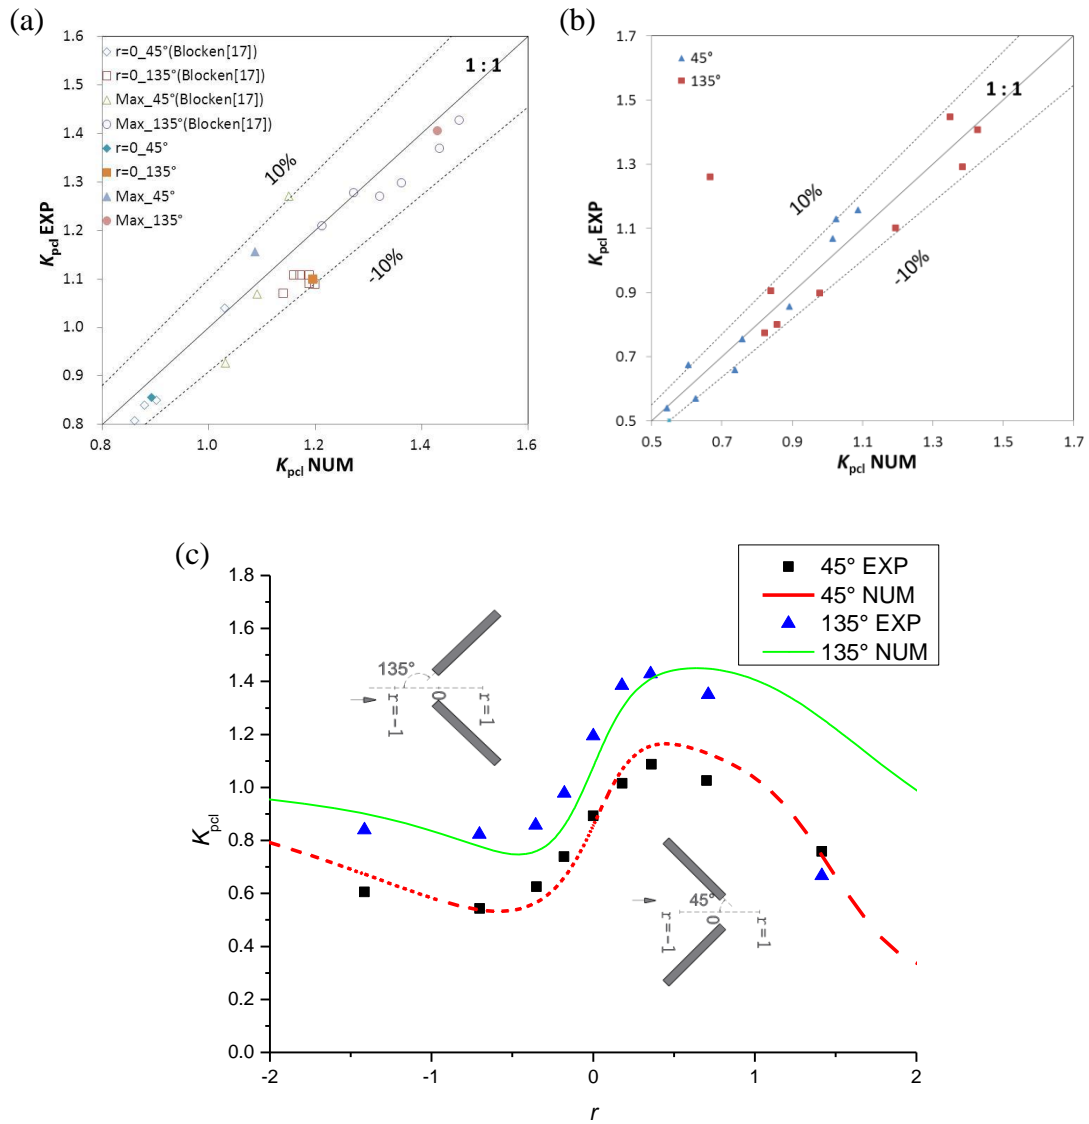 (a)
1.6
1.5
1.4
1.3
1.2
1.1
1.0
0.9
0.8
0.8
1.0
1.2
1.4
1.6
Kpcl EXP
Kpcl NUM
r=0_45°(Blocken[17])
r=0_135°(Blocken[17])
Max_45°(Blocken[17])
Max_135°(Blocken[17])
r=0_45°
r=0_135°
Max_45°
Max_135°
1 : 1
10%
-10%
(b)
1.7
1.5
1.3
1.1
0.9
0.7
0.5
0.5
0.7
0.9
1.1
1.3
1.5
1.7
Kpcl EXP
Kpcl NUM
45°
135°
1 : 1
10%
-10%
(c)
45° EXP
45° NUM
135° EXP
135° NUM
1.8
1.6
1.4
1.2
1.0
0.8
0.6
0.4
0.2
0.0
-2
-1
0
1
2
Kpcl
r
135°
0
r=-1
r=1
45°
0
r=-1
r=1